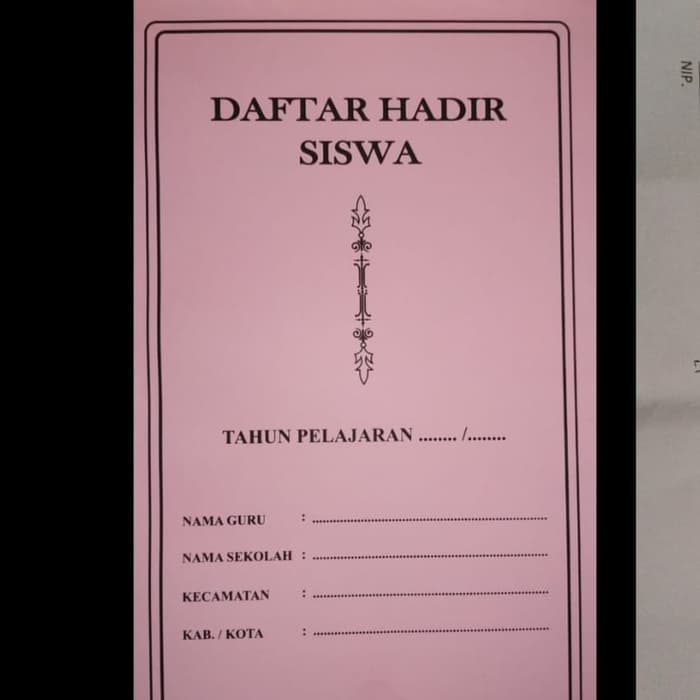 DAFTAR HADIR
SISWA
TAHUN PELAJARAN ........ /........
NAMA GURU : ........................................................
NAMA SEKOLAH : ........................................................
KECAMATAN : ........................................................
KAB. / KOTA : ........................................................
NIP.